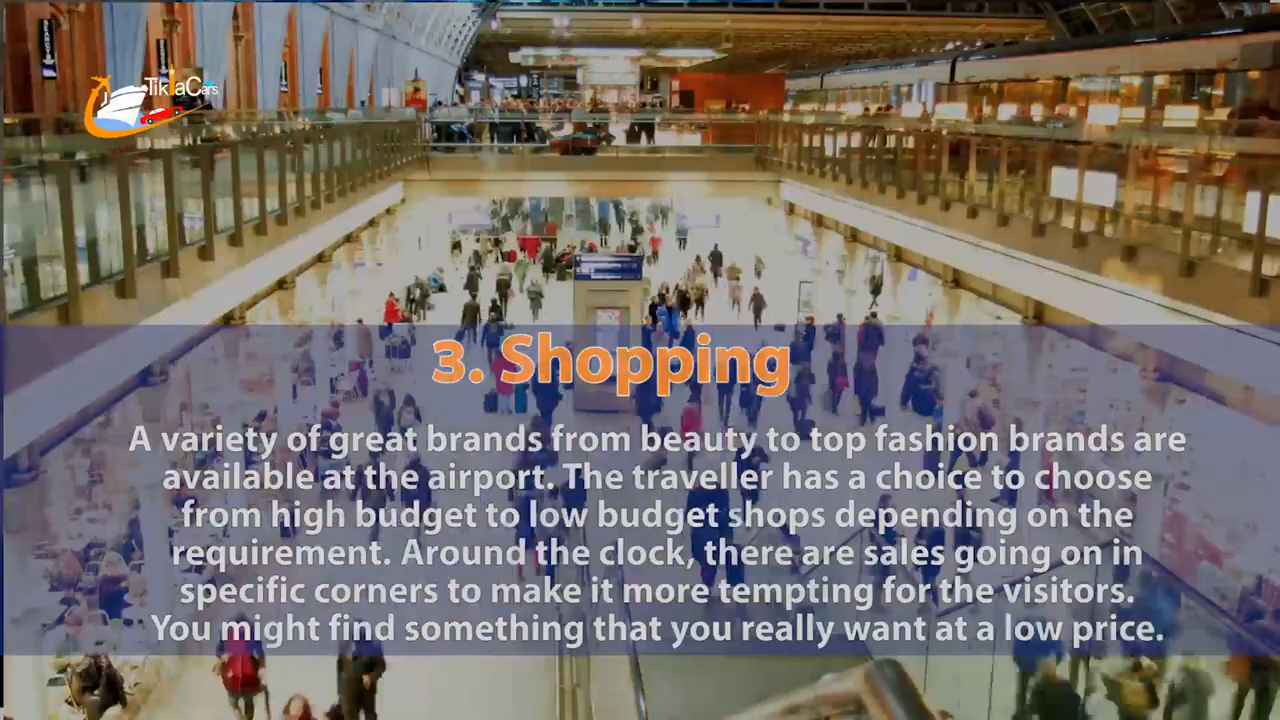 TikTaCars
3. Shopping
A variety of great brands from beauty to top fashion brands are
available at the airport. The traveller has a choice to choose
from high budget to low budget shops depending on the
requirement. Around the clock, there are sales going on in
specific corners to make it more tempting for the visitors.
You might find something that you really want at a low price.